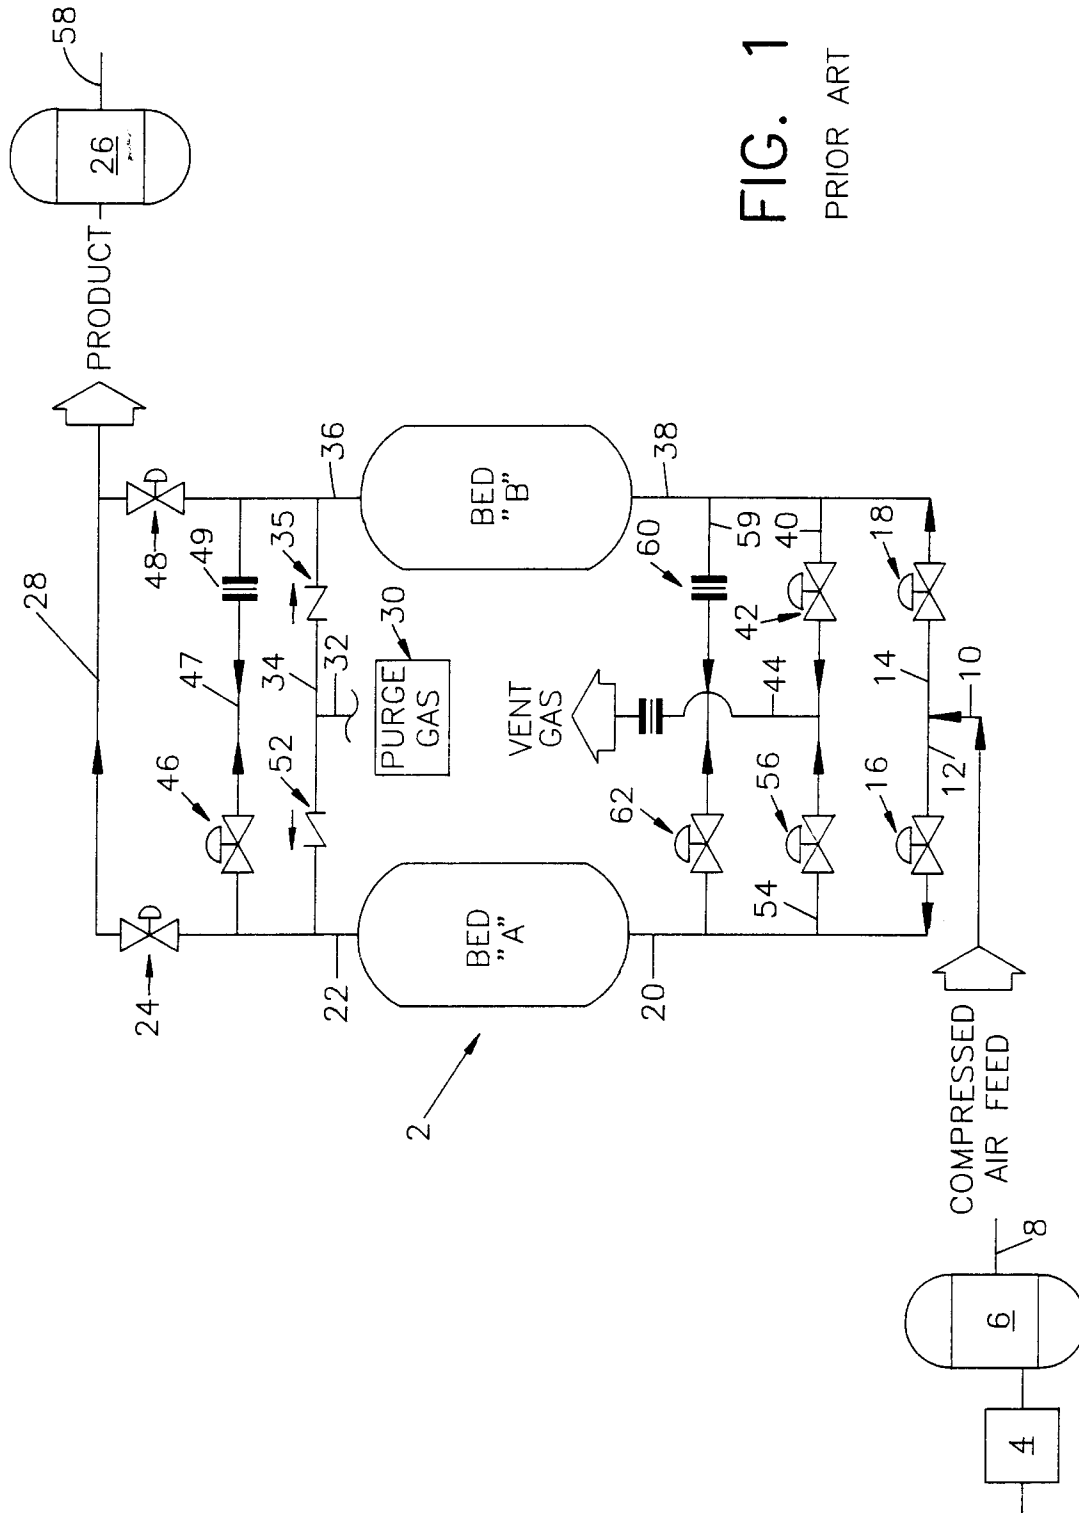 58
26
PRODUCT
28
48
49
47
46
24
35
34
32
52
36
22
30
PURGE
GAS
BED
"B"
BED
"A"
2
38
20
60
59
62
VENT
GAS
40
42
44
56
54
18
14
10
12
16
COMPRESSED
AIR FEED
8
6
4
FIG. 1
PRIOR ART